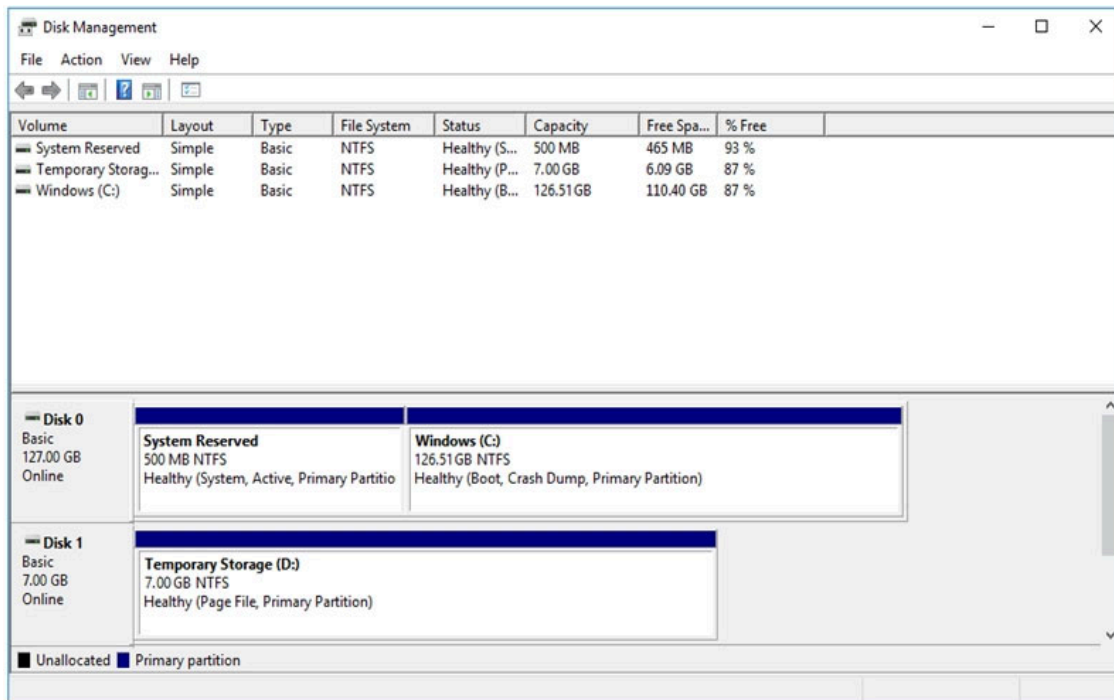 Disk Management
File Action View Help
Volume Layout Type File System Status Capacity Free Spa... % Free
System Reserved Simple Basic NTFS Healthy (S... 500 MB 465 MB 93 %
Temporary Storag... Simple Basic NTFS Healthy (P... 7.00 GB 6.09 GB 87 %
Windows (C:) Simple Basic NTFS Healthy (B... 126.51 GB 110.40 GB 87 %
Disk 0
Basic
127.00 GB
Online
System Reserved
500 MB NTFS
Healthy (System, Active, Primary Partitio
Windows (C:)
126.51 GB NTFS
Healthy (Boot, Crash Dump, Primary Partition)
Disk 1
Basic
7.00 GB
Online
Temporary Storage (D:)
7.00 GB NTFS
Healthy (Page File, Primary Partition)
Unallocated Primary partition